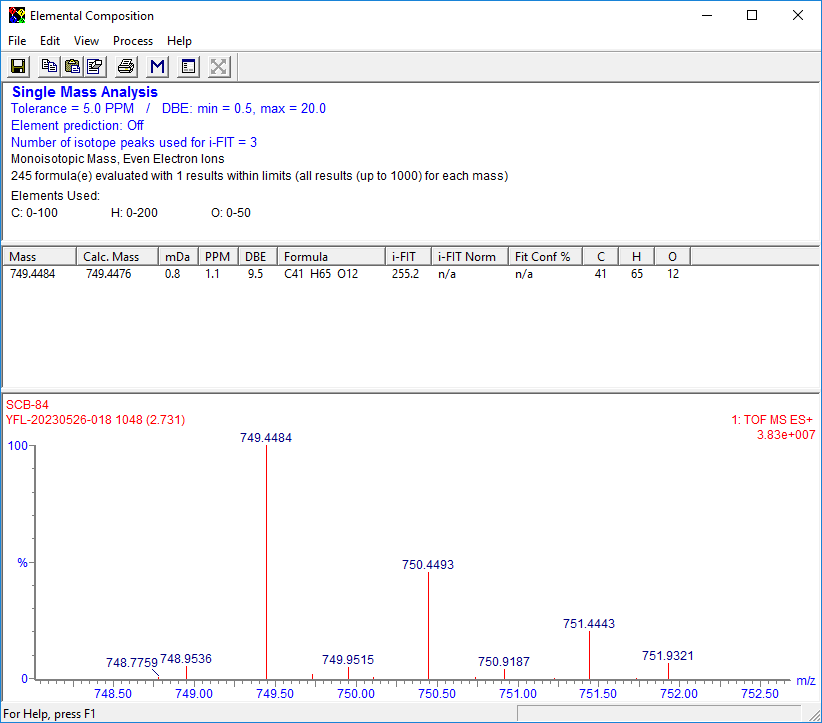 Elemental Composition
File Edit View Process Help
M
Single Mass Analysis
Tolerance = 5.0 PPM / DBE: min = 0.5, max = 20.0
Element prediction: Off
Number of isotope peaks used for i-FIT = 3
Monoisotopic Mass, Even Electron Ions
245 formula(e) evaluated with 1 results within limits (all results (up to 1000) for each mass)
Elements Used:
C: 0-100 H: 0-200 O: 0-50
Mass Calc. Mass mDa PPM DBE Formula i-FIT i-FIT Norm Fit Conf % C H O
749.4484 749.4476 0.8 1.1 9.5 C41 H65 O12 255.2 n/a n/a 41 65 12
SCB-84
YFL-20230526-018 1048 (2.731)
1: TOF MS ES+
3.83e+007
100
%
0
749.4484
750.4493
751.4443
748.7759
748.9536
749.9515
750.9187
751.9321
m/z
748.50 749.00 749.50 750.00 750.50 751.00 751.50 752.00 752.50
For Help, press F1